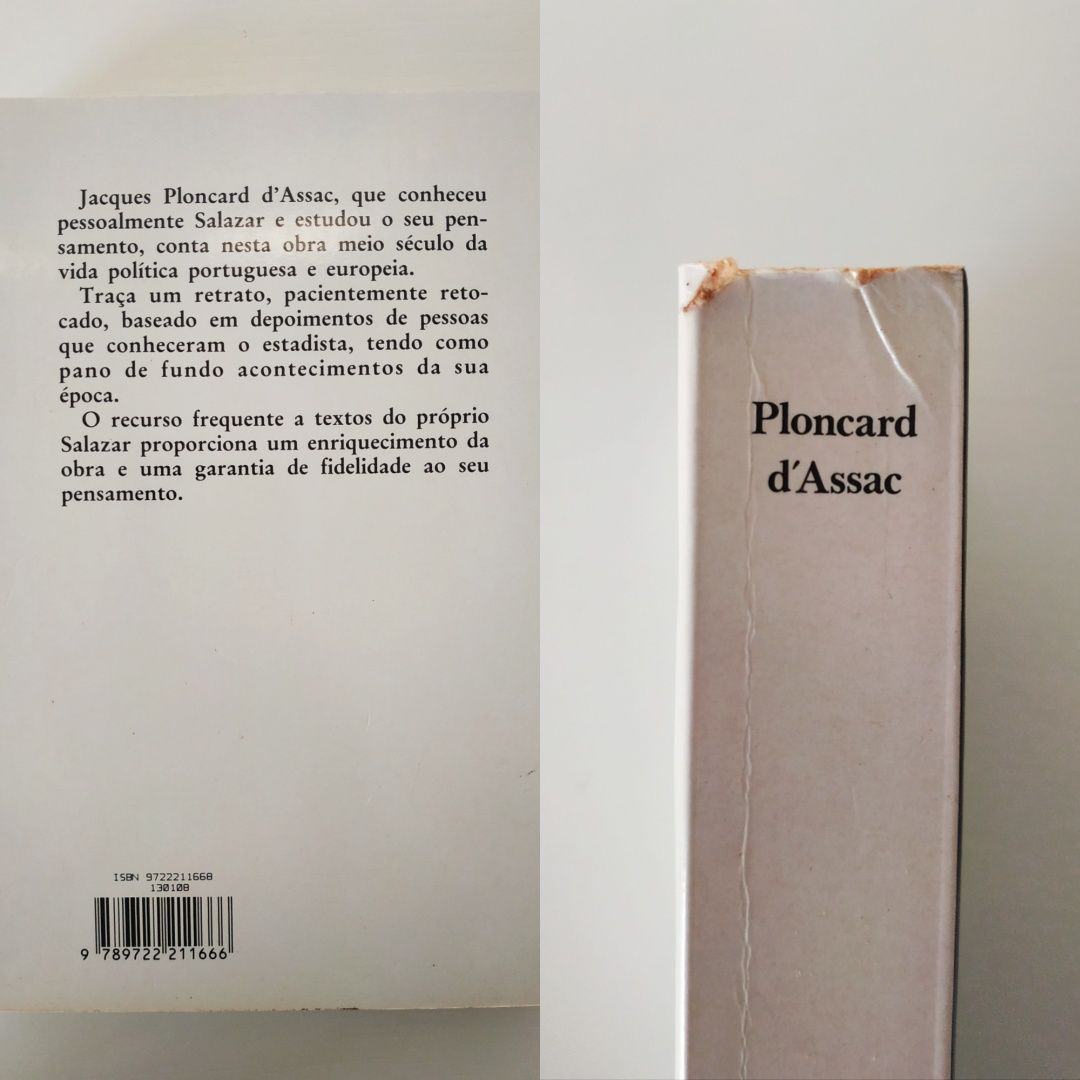 Jacques Ploncard d'Assac, que conheceu
pessoalmente Salazar e estudou o seu pen-
samento, conta nesta obra meio século da
vida política portuguesa e europeia.
Traça um retrato, pacientemente reto-
cado, baseado em depoimentos de pessoas
que conheceram o estadista, tendo como
pano de fundo acontecimentos da sua
época.
O recurso frequente a textos do próprio
Salazar proporciona um enriquecimento da
obra e uma garantia de fidelidade ao seu
pensamento.
ISBN 9722211668
130108
9 789722 211666
Ploncard
d´Assac